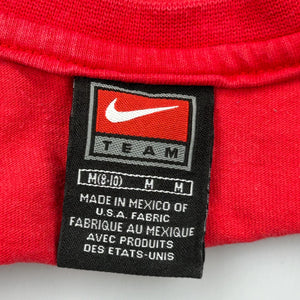 TEAM
M(8-10) M M
MADE IN MEXICO OF
U.S.A. FABRIC
FABRIQUE AU MEXIQUE
AVEC PRODUITS
DES ETATS-UNIS